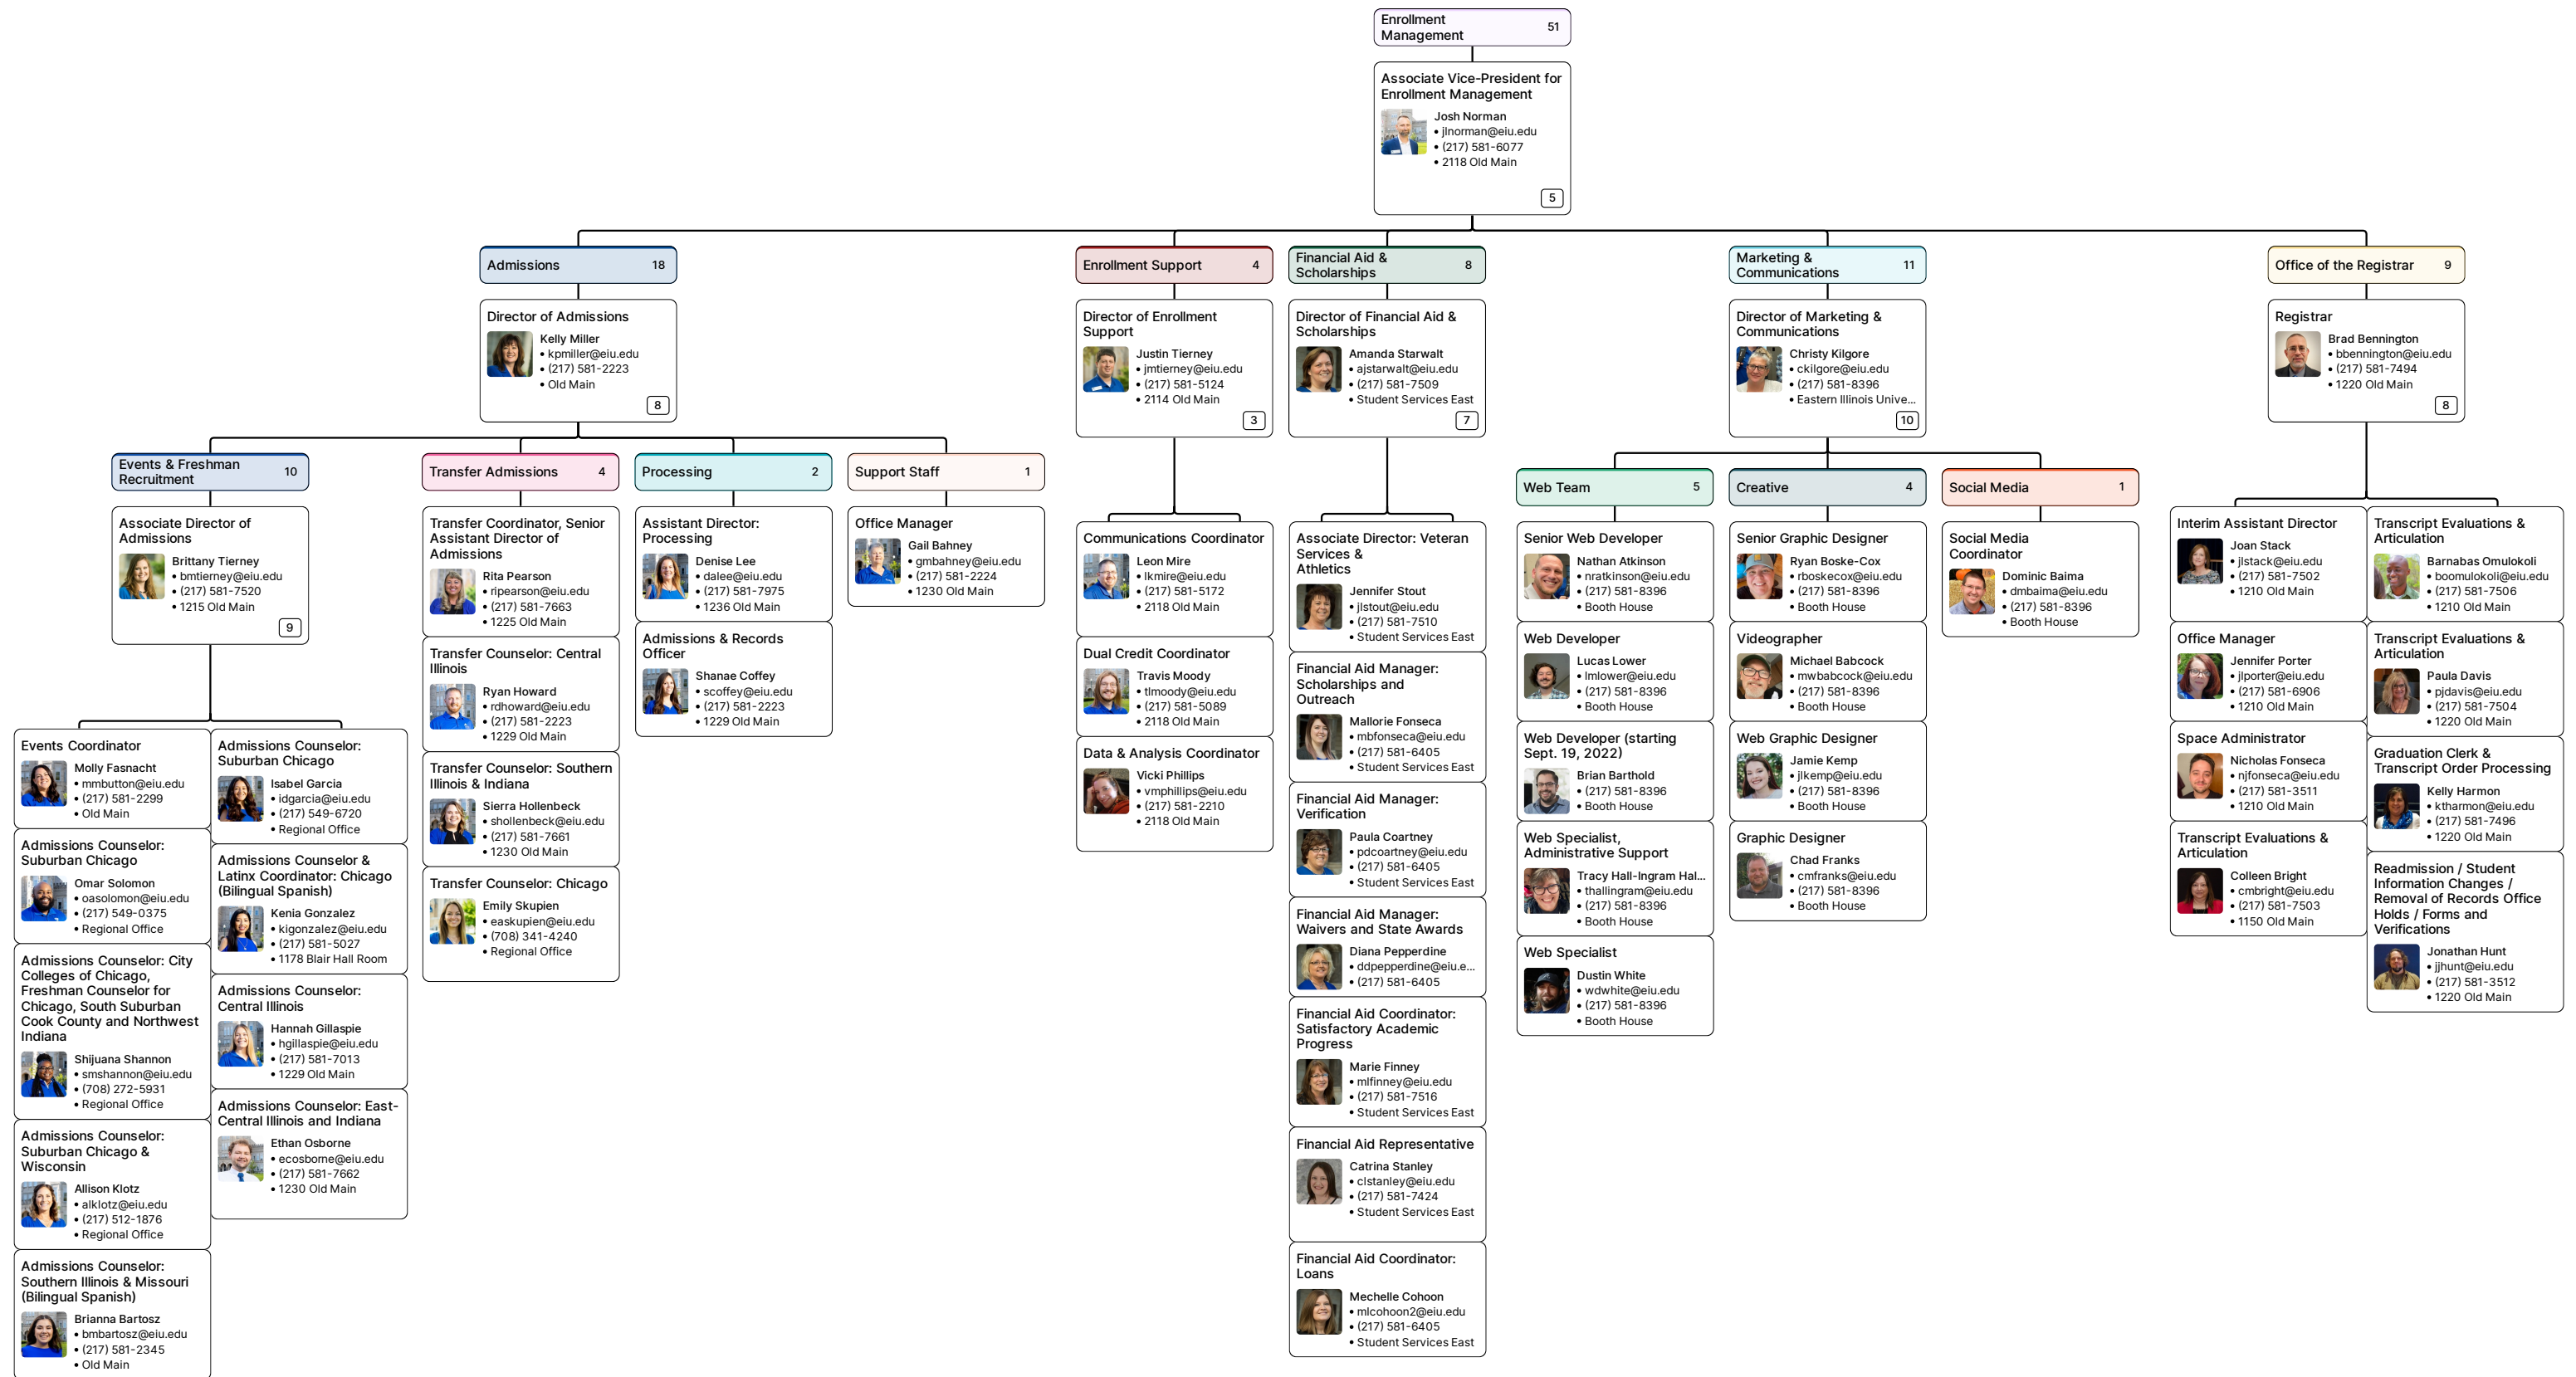 Enrollment
Management
51
Associate Vice-President for
Enrollment Management
Josh Norman
• jlnorman@eiu.edu
• (217) 581-6077
• 2118 Old Main
5
Admissions
18
Director of Admissions
Kelly Miller
• kpmiller@eiu.edu
• (217) 581-2223
• Old Main
8
Events & Freshman
Recruitment
10
Associate Director of
Admissions
Brittany Tierney
• bmtierney@eiu.edu
• (217) 581-7520
• 1215 Old Main
9
Events Coordinator
Molly Fasnacht
• mmbutton@eiu.edu
• (217) 581-2299
• Old Main
Admissions Counselor:
Suburban Chicago
Omar Solomon
• oasolomon@eiu.edu
• (217) 549-0375
• Regional Office
Admissions Counselor: City
Colleges of Chicago,
Freshman Counselor for
Chicago, South Suburban
Cook County and Northwest
Indiana
Shijuana Shannon
• smshannon@eiu.edu
• (708) 272-5931
• Regional Office
Admissions Counselor:
Suburban Chicago &
Wisconsin
Allison Klotz
• alklotz@eiu.edu
• (217) 512-1876
• Regional Office
Admissions Counselor:
Southern Illinois & Missouri
(Bilingual Spanish)
Brianna Bartosz
• bmbartosz@eiu.edu
• (217) 581-2345
• Old Main
Admissions Counselor:
Suburban Chicago
Isabel Garcia
• idgarcia@eiu.edu
• (217) 549-6720
• Regional Office
Admissions Counselor &
Latinx Coordinator: Chicago
(Bilingual Spanish)
Kenia Gonzalez
• kigonzalez@eiu.edu
• (217) 581-5027
• 1178 Blair Hall Room
Admissions Counselor:
Central Illinois
Hannah Gillaspie
• hgillaspie@eiu.edu
• (217) 581-7013
• 1229 Old Main
Admissions Counselor: East-
Central Illinois and Indiana
Ethan Osborne
• ecosborne@eiu.edu
• (217) 581-7662
• 1230 Old Main
Transfer Admissions
4
Transfer Coordinator, Senior
Assistant Director of
Admissions
Rita Pearson
• ripearson@eiu.edu
• (217) 581-7663
• 1225 Old Main
Transfer Counselor: Central
Illinois
Ryan Howard
• rdhoward@eiu.edu
• (217) 581-2223
• 1229 Old Main
Transfer Counselor: Southern
Illinois & Indiana
Sierra Hollenbeck
• shollenbeck@eiu.edu
• (217) 581-7661
• 1230 Old Main
Transfer Counselor: Chicago
Emily Skupien
• easkupien@eiu.edu
• (708) 341-4240
• Regional Office
Processing
2
Assistant Director:
Processing
Denise Lee
• dalee@eiu.edu
• (217) 581-7975
• 1236 Old Main
Admissions & Records
Officer
Shanae Coffey
• scoffey@eiu.edu
• (217) 581-2223
• 1229 Old Main
Support Staff
1
Office Manager
Gail Bahney
• gmbahney@eiu.edu
• (217) 581-2224
• 1230 Old Main
Enrollment Support
4
Director of Enrollment
Support
Justin Tierney
• jmtierney@eiu.edu
• (217) 581-5124
• 2114 Old Main
3
Communications Coordinator
Leon Mire
• lkmire@eiu.edu
• (217) 581-5172
• 2118 Old Main
Dual Credit Coordinator
Travis Moody
• tlmoody@eiu.edu
• (217) 581-5089
• 2118 Old Main
Data & Analysis Coordinator
Vicki Phillips
• vmphillips@eiu.edu
• (217) 581-2210
• 2118 Old Main
Financial Aid &
Scholarships
8
Director of Financial Aid &
Scholarships
Amanda Starwalt
• ajstarwalt@eiu.edu
• (217) 581-7509
• Student Services East
7
Associate Director: Veteran
Services &
Athletics
Jennifer Stout
• jlstout@eiu.edu
• (217) 581-7510
• Student Services East
Financial Aid Manager:
Scholarships and
Outreach
Mallorie Fonseca
• mbfonseca@eiu.edu
• (217) 581-6405
• Student Services East
Financial Aid Manager:
Verification
Paula Coartney
• pdcoartney@eiu.edu
• (217) 581-6405
• Student Services East
Financial Aid Manager:
Waivers and State Awards
Diana Pepperdine
• ddpepperdine@eiu.e...
• (217) 581-6405
Financial Aid Coordinator:
Satisfactory Academic
Progress
Marie Finney
• mlfinney@eiu.edu
• (217) 581-7516
• Student Services East
Financial Aid Representative
Catrina Stanley
• clstanley@eiu.edu
• (217) 581-7424
• Student Services East
Financial Aid Coordinator:
Loans
Mechelle Cohoon
• mlcohoon2@eiu.edu
• (217) 581-6405
• Student Services East
Marketing &
Communications
11
Director of Marketing &
Communications
Christy Kilgore
• ckilgore@eiu.edu
• (217) 581-8396
• Eastern Illinois Unive...
10
Web Team
5
Senior Web Developer
Nathan Atkinson
• nratkinson@eiu.edu
• (217) 581-8396
• Booth House
Web Developer
Lucas Lower
• lmlower@eiu.edu
• (217) 581-8396
• Booth House
Web Developer (starting
Sept. 19, 2022)
Brian Barthold
• (217) 581-8396
• Booth House
Web Specialist,
Administrative Support
Tracy Hall-Ingram Hal...
• thallingram@eiu.edu
• (217) 581-8396
• Booth House
Web Specialist
Dustin White
• wdwhite@eiu.edu
• (217) 581-8396
• Booth House
Creative
4
Senior Graphic Designer
Ryan Boske-Cox
• rboskecox@eiu.edu
• (217) 581-8396
• Booth House
Videographer
Michael Babcock
• mwbabcock@eiu.edu
• (217) 581-8396
• Booth House
Web Graphic Designer
Jamie Kemp
• jlkemp@eiu.edu
• (217) 581-8396
• Booth House
Graphic Designer
Chad Franks
• cmfranks@eiu.edu
• (217) 581-8396
• Booth House
Social Media
1
Social Media
Coordinator
Dominic Baima
• dmbaima@eiu.edu
• (217) 581-8396
• Booth House
Office of the Registrar
9
Registrar
Brad Bennington
• bbennington@eiu.edu
• (217) 581-7494
• 1220 Old Main
8
Interim Assistant Director
Joan Stack
• jlstack@eiu.edu
• (217) 581-7502
• 1210 Old Main
Office Manager
Jennifer Porter
• jlporter@eiu.edu
• (217) 581-6906
• 1210 Old Main
Space Administrator
Nicholas Fonseca
• njfonseca@eiu.edu
• (217) 581-3511
• 1210 Old Main
Transcript Evaluations &
Articulation
Colleen Bright
• cmbright@eiu.edu
• (217) 581-7503
• 1150 Old Main
Transcript Evaluations &
Articulation
Barnabas Omulokoli
• boomulokoli@eiu.edu
• (217) 581-7506
• 1210 Old Main
Transcript Evaluations &
Articulation
Paula Davis
• pjdavis@eiu.edu
• (217) 581-7504
• 1220 Old Main
Graduation Clerk &
Transcript Order Processing
Kelly Harmon
• ktharmon@eiu.edu
• (217) 581-7496
• 1220 Old Main
Readmission / Student
Information Changes /
Removal of Records Office
Holds / Forms and
Verifications
Jonathan Hunt
• jjhunt@eiu.edu
• (217) 581-3512
• 1220 Old Main